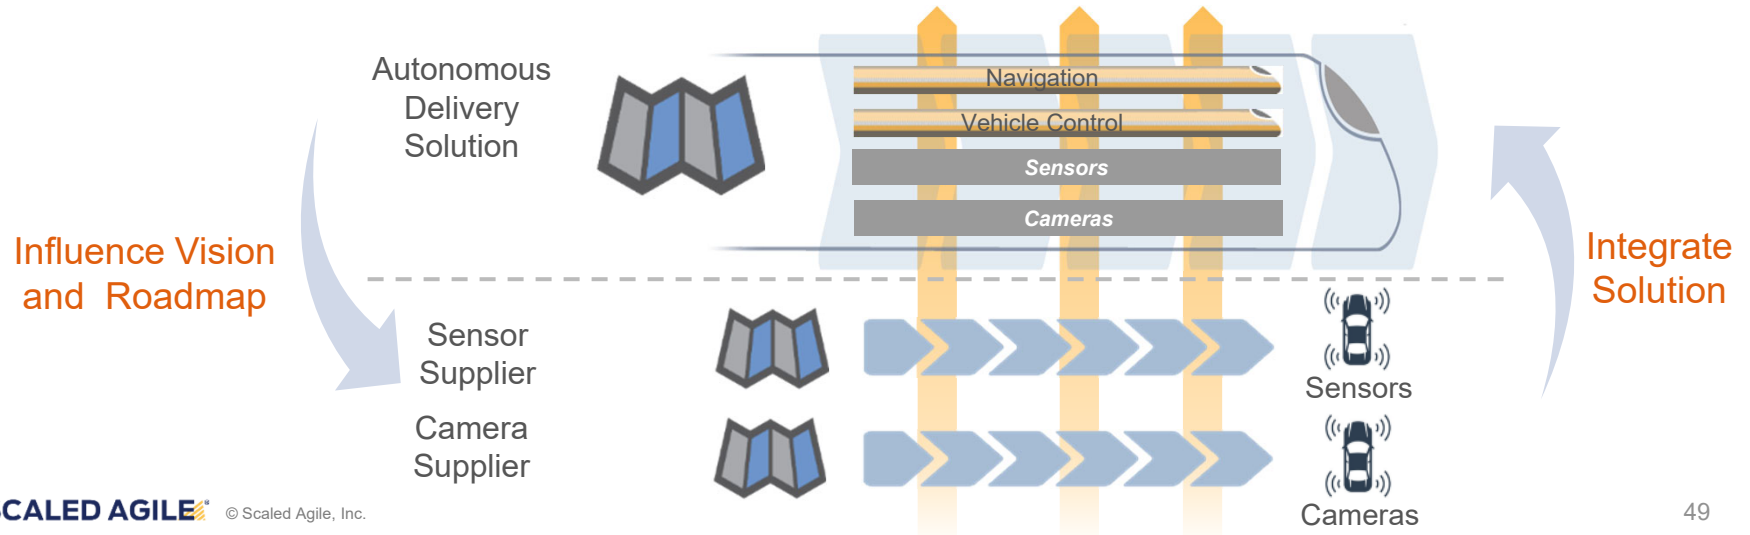 Autonomous
Delivery
Solution
Navigation
Vehicle Control
Sensors
Cameras
Influence Vision
and Roadmap
Integrate
Solution
Sensor
Supplier
Sensors
Camera
Supplier
Cameras
SCALED AGILE
© Scaled Agile, Inc.
49